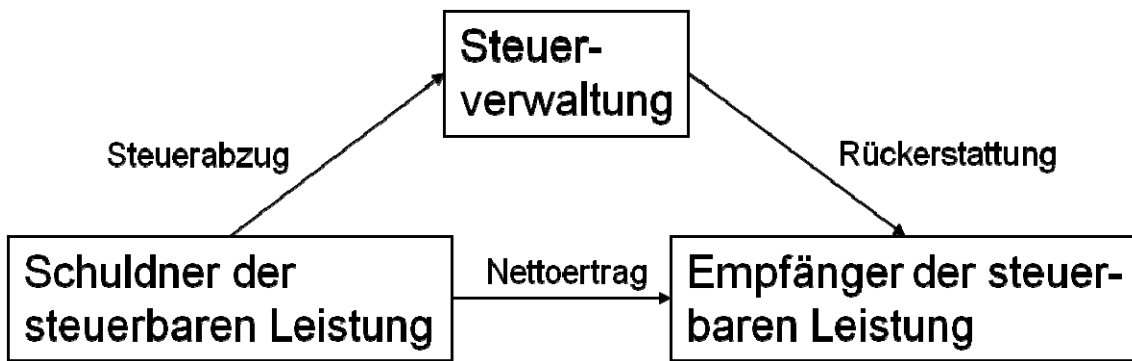 Steuer-
verwaltung
Steuerabzug
Rückerstattung
Schuldner der
steuerbaren Leistung
Nettoertrag
Empfänger der steuer-
baren Leistung